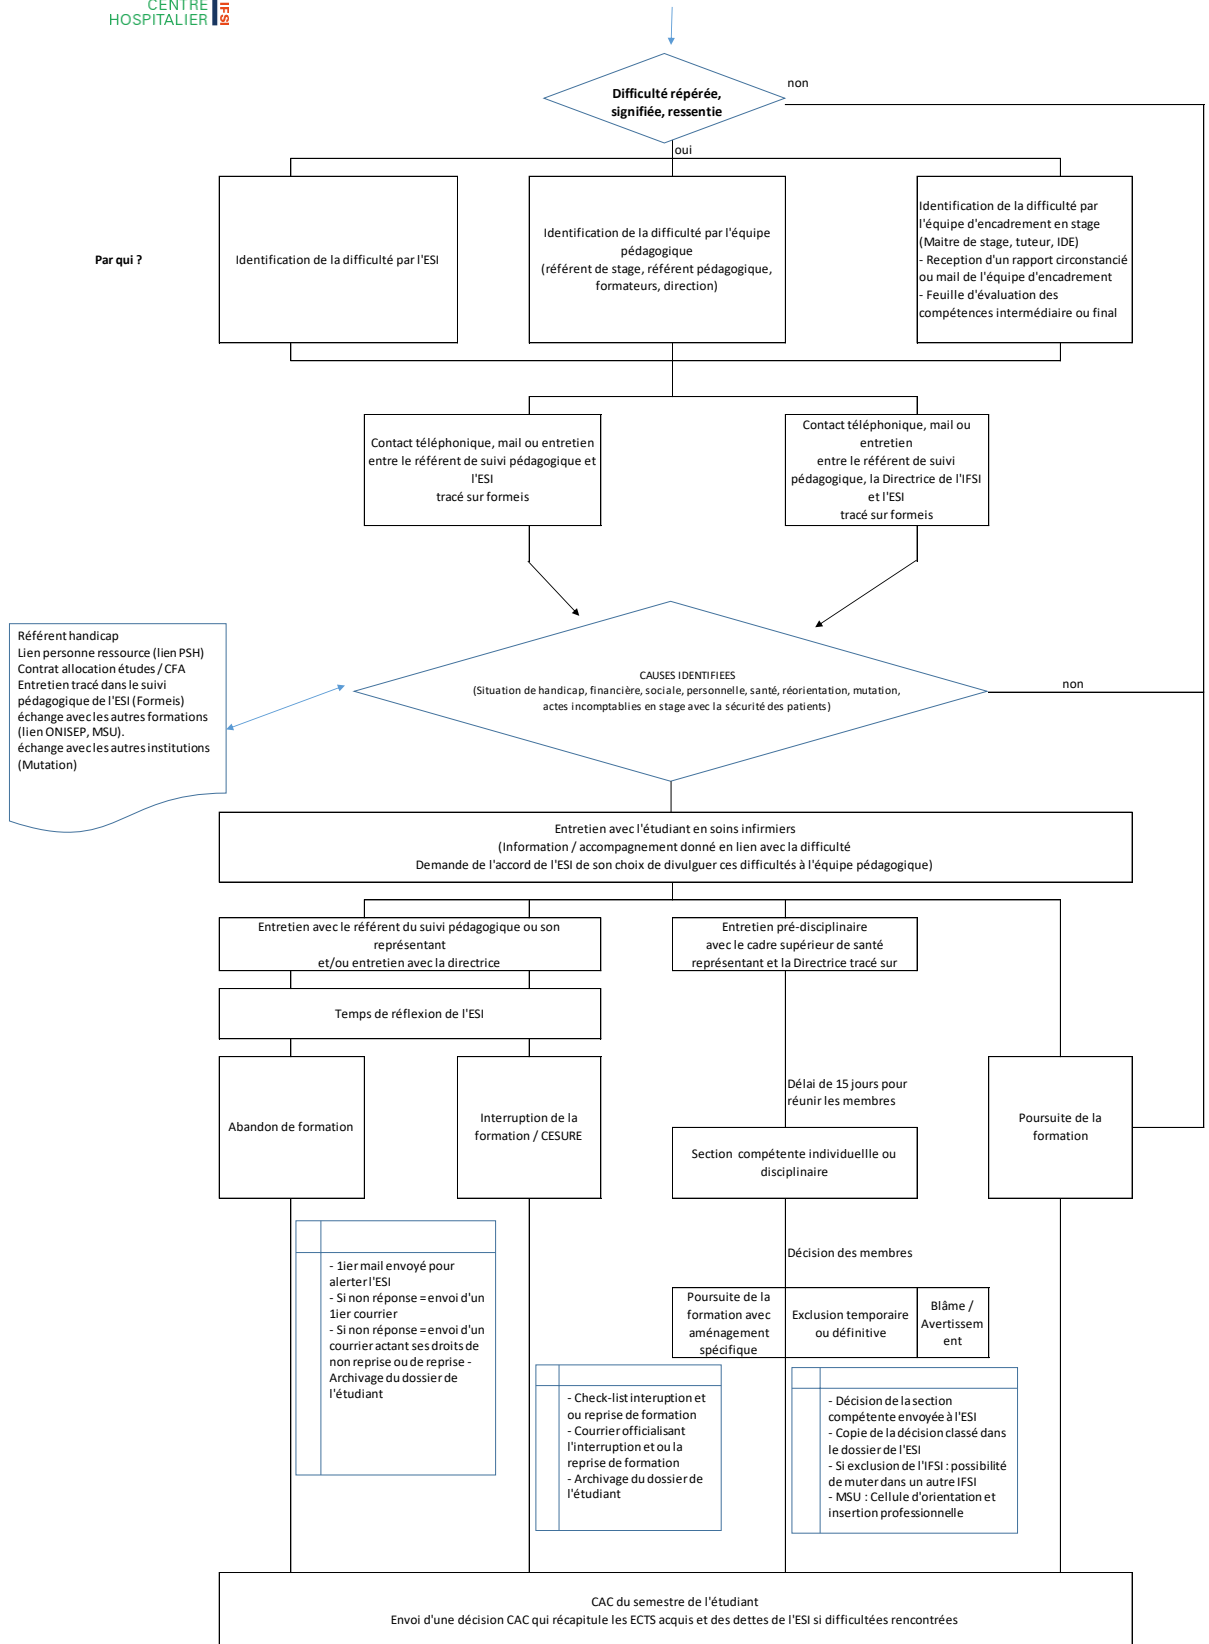 CENTRE
HOSPITALIER
IFSI
Difficulté répérée,
signifiée, ressentie
non
oui
Par qui ?
Identification de la difficulté par l'ESI
Identification de la difficulté par l'équipe
pédagogique
(référent de stage, référent pédagogique,
formateurs, direction)
Identification de la difficulté par
l'équipe d'encadrement en stage
(Maitre de stage, tuteur, IDE)
- Reception d'un rapport circonstancié
ou mail de l'équipe d'encadrement
- Feuille d'évaluation des
compétences intermédiaire ou final
Contact téléphonique, mail ou entretien
entre le référent de suivi pédagogique et
l'ESI
tracé sur formeis
Contact téléphonique, mail ou
entretien
entre le référent de suivi
pédagogique, la Directrice de l'IFSI
et l'ESI
tracé sur formeis
Référent handicap
Lien personne ressource (lien PSH)
Contrat allocation études / CFA
Entretien tracé dans le suivi
pédagogique de l'ESI (Formeis)
échange avec les autres formations
(lien ONISEP, MSU).
échange avec les autres institutions
(Mutation)
CAUSES IDENTIFIEES
(Situation de handicap, financière, sociale, personnelle, santé, réorientation, mutation,
actes incomptablies en stage avec la sécurité des patients)
non
Entretien avec l'étudiant en soins infirmiers
(Information / accompagnement donné en lien avec la difficulté
Demande de l'accord de l'ESI de son choix de divulguer ces difficultés à l'équipe pédagogique)
Entretien avec le référent du suivi pédagogique ou son
représentant
et/ou entretien avec la directrice
Entretien pré-disciplinaire
avec le cadre supérieur de santé
représentant et la Directrice tracé sur
Temps de réflexion de l'ESI
Abandon de formation
Interruption de la
formation / CESURE
Délai de 15 jours pour
réunir les membres
Section compétente individuellle ou
disciplinaire
Poursuite de la
formation
- 1ier mail envoyé pour
alerter l'ESI
- Si non réponse = envoi d'un
1ier courrier
- Si non réponse = envoi d'un
courrier actant ses droits de
non reprise ou de reprise -
Archivage du dossier de
l'étudiant
Décision des membres
Poursuite de la
formation avec
aménagement
spécifique
Exclusion temporaire
ou définitive
Blâme /
Avertissem
ent
- Check-list interuption et
ou reprise de formation
- Courrier officialisant
l'interruption et ou la
reprise de formation
- Archivage du dossier de
l'étudiant
- Décision de la section
compétente envoyée à l'ESI
- Copie de la décision classé dans
le dossier de l'ESI
- Si exclusion de l'IFSI : possibilité
de muter dans un autre IFSI
- MSU : Cellule d'orientation et
insertion professionnelle
CAC du semestre de l'étudiant
Envoi d'une décision CAC qui récapitule les ECTS acquis et des dettes de l'ESI si difficultées rencontrées